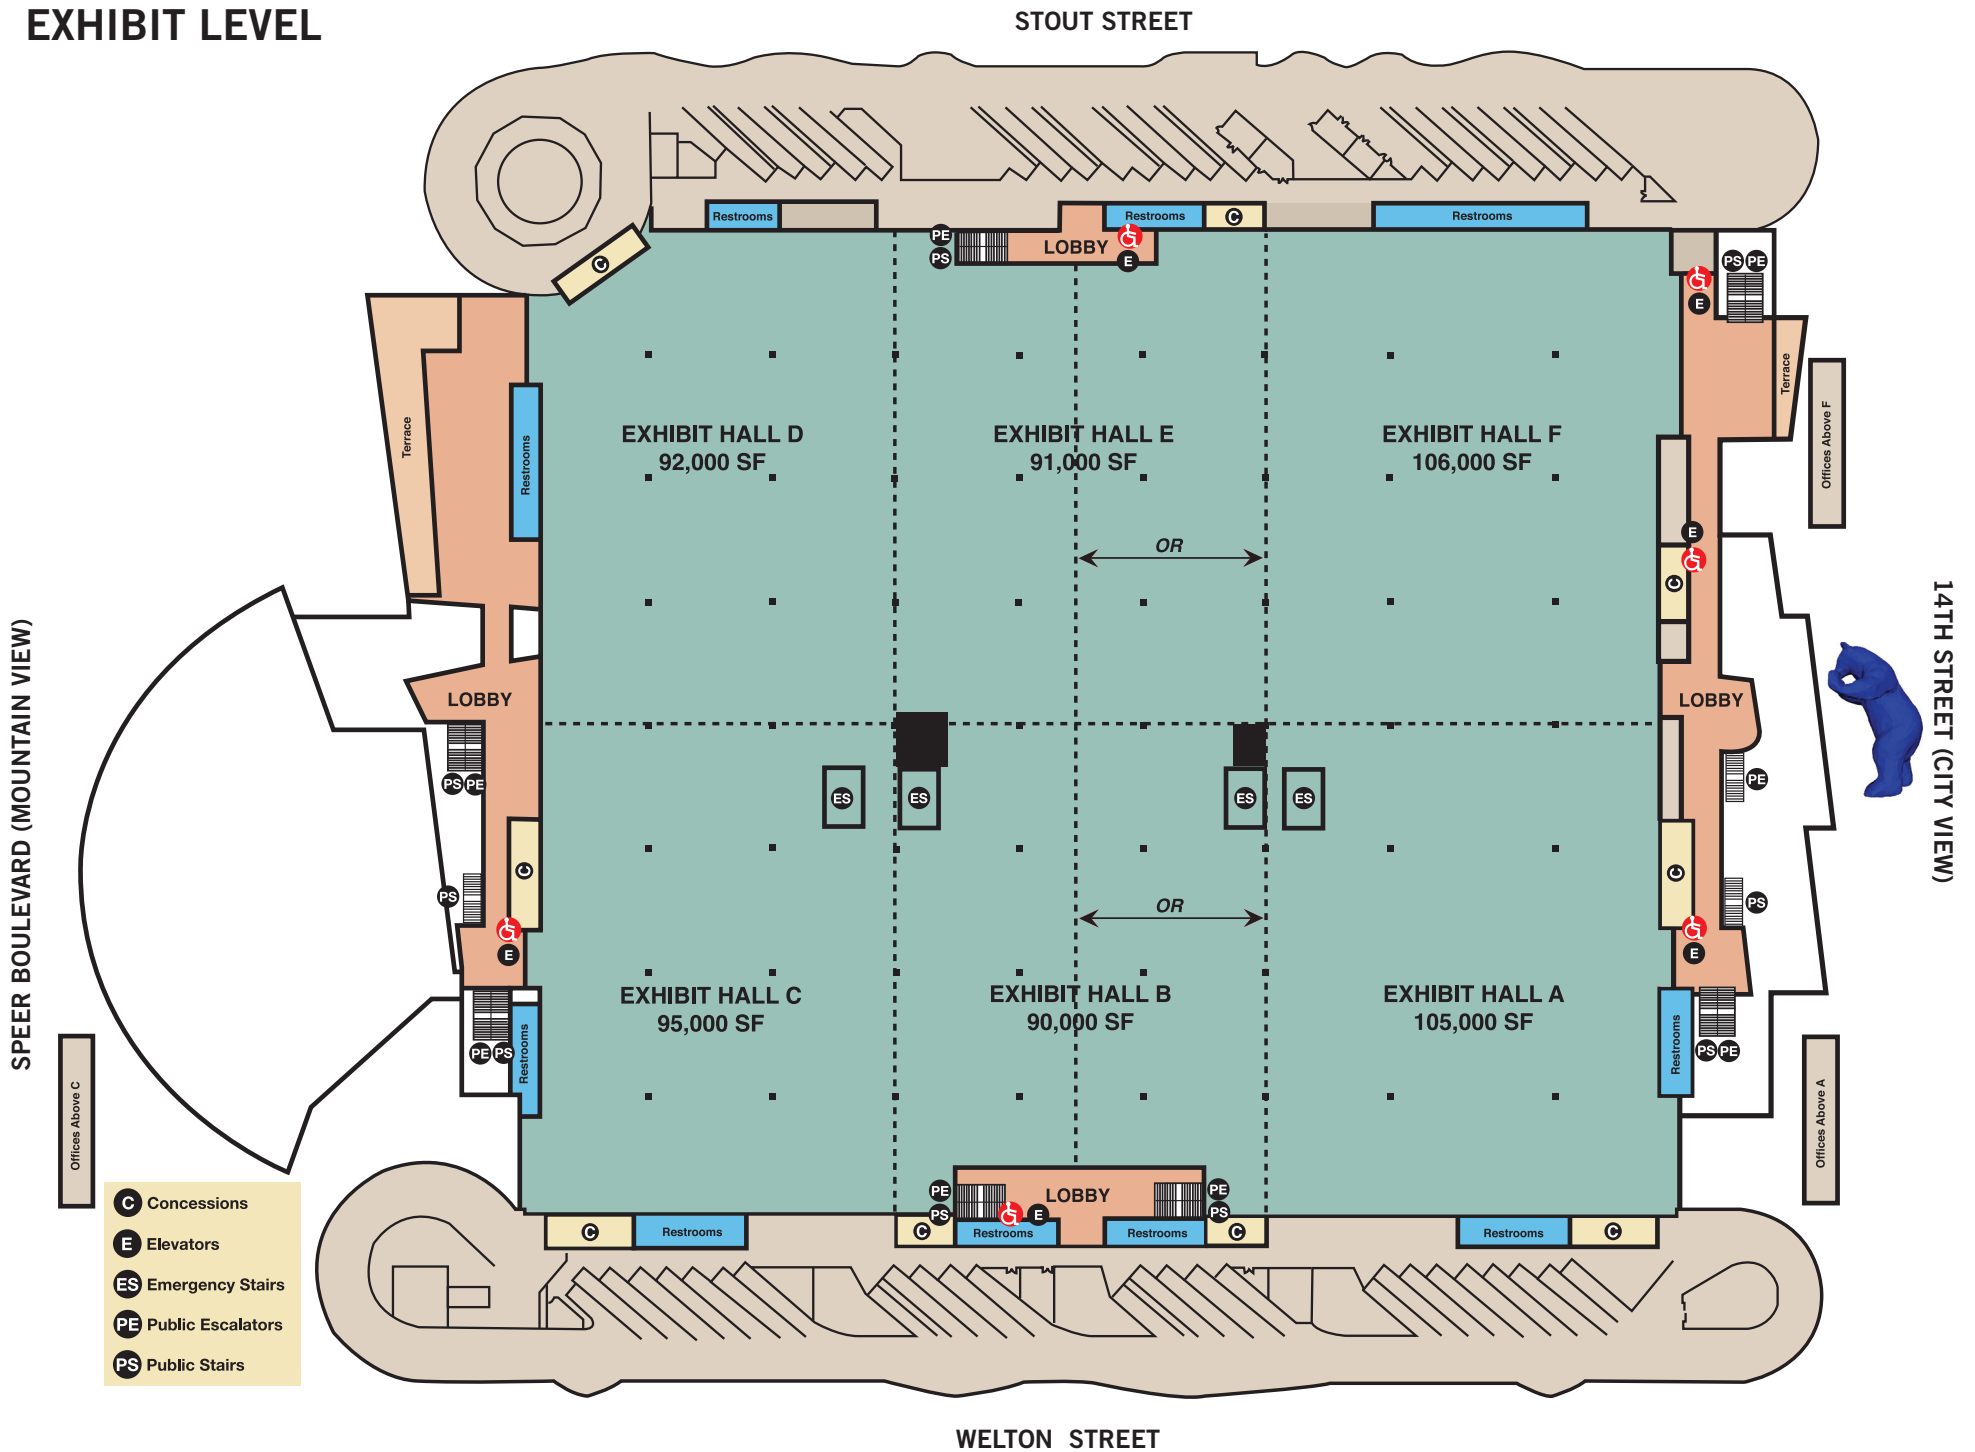 EXHIBIT LEVEL
STOUT STREET
Restrooms
Restrooms
C
Restrooms
C
PE
PS
LOBBY
E
PS PE
E
Terrace
Terrace
Offices Above F
Restrooms
EXHIBIT HALL D
92,000 SF
EXHIBIT HALL E
91,000 SF
EXHIBIT HALL F
106,000 SF
E
C
OR
SPEER BOULEVARD (MOUNTAIN VIEW)
14TH STREET (CITY VIEW)
LOBBY
LOBBY
PS PE
PE
ES
ES
ES
ES
C
C
PS
PS
OR
E
E
EXHIBIT HALL C
95,000 SF
EXHIBIT HALL B
90,000 SF
EXHIBIT HALL A
105,000 SF
PE PS
Restrooms
Restrooms
PS PE
Offices Above C
Offices Above A
PE
PS
LOBBY
E
PE
PS
C
Restrooms
C
Restrooms
Restrooms
C
Restrooms
C
C Concessions
E Elevators
ES Emergency Stairs
PE Public Escalators
PS Public Stairs
WELTON STREET